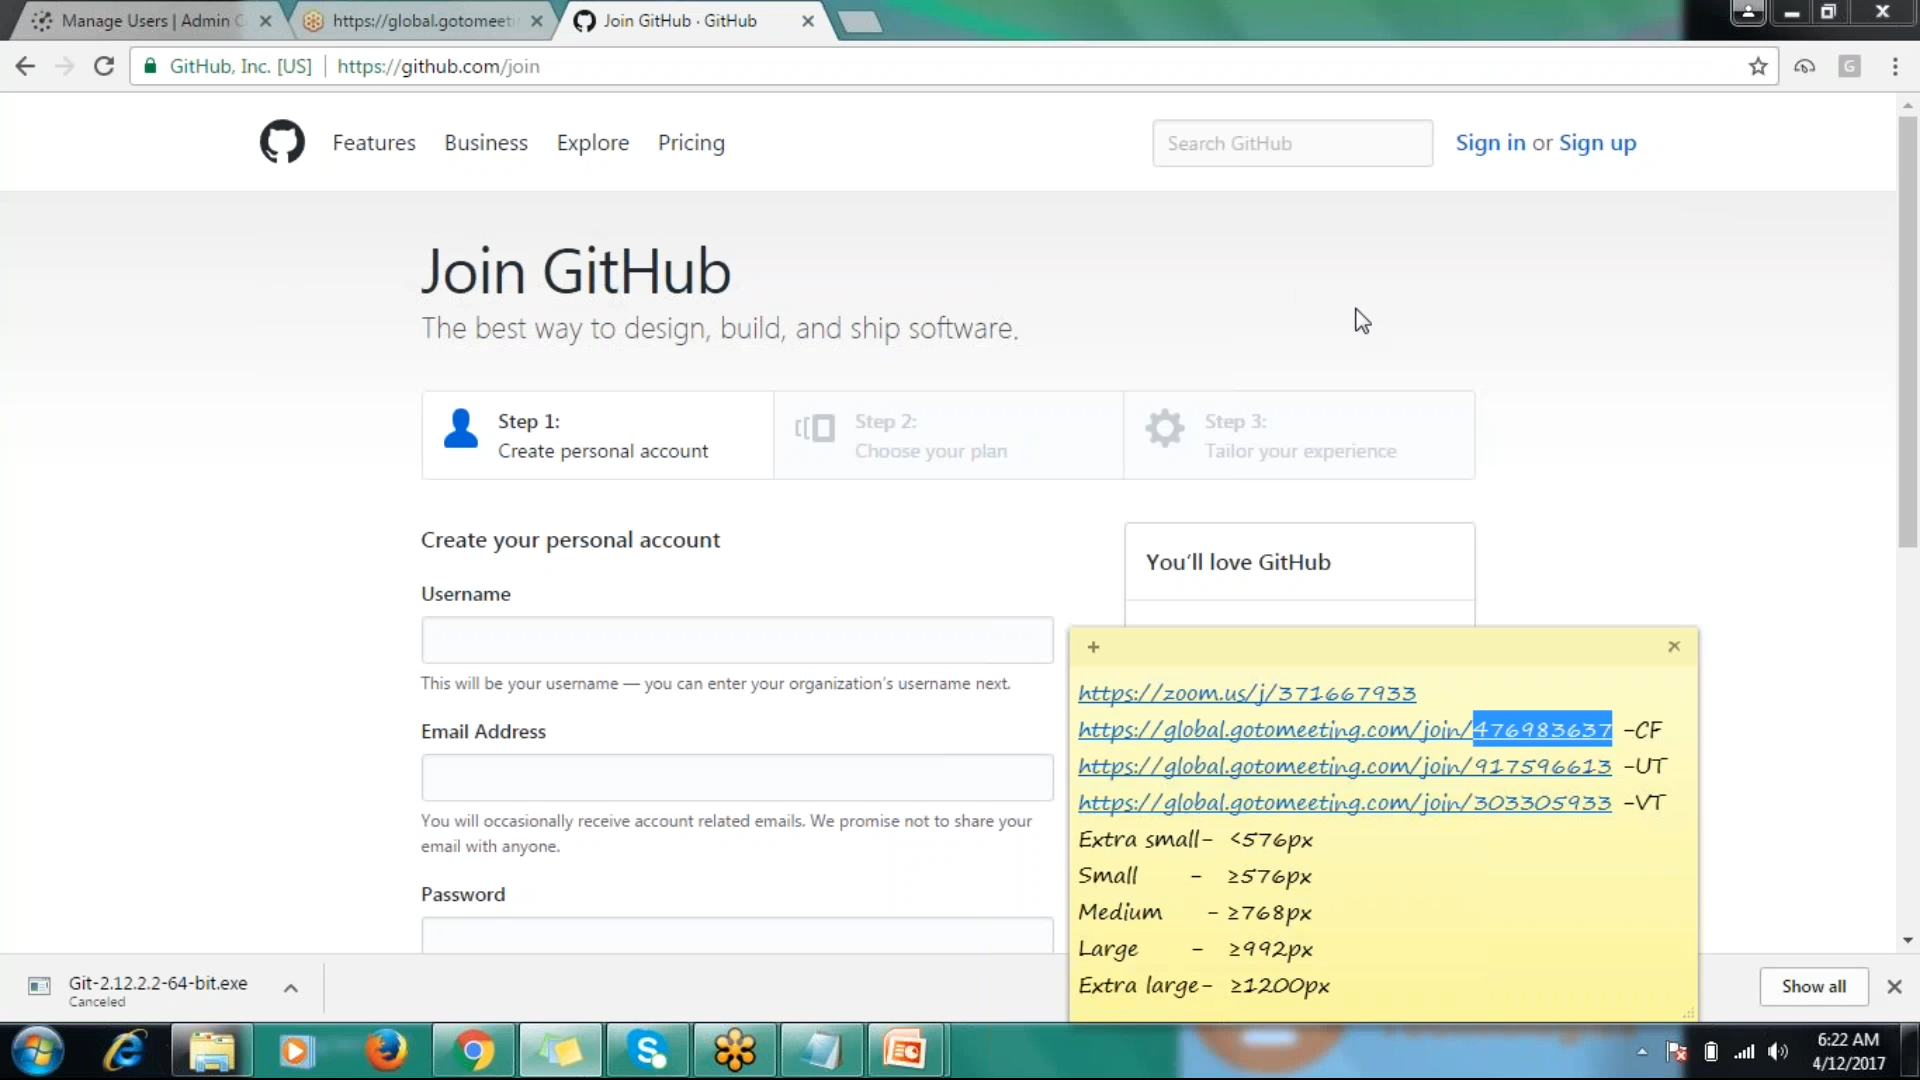 Manage Users | Admin C
https://global.gotomeeti
Join GitHub · GitHub
GitHub, Inc. [US]
https://github.com/join
G
Features
Business
Explore
Pricing
Search GitHub
Sign in or Sign up
Join GitHub
The best way to design, build, and ship software.
Step 1:
Create personal account
Step 2:
Choose your plan
Step 3:
Tailor your experience
Create your personal account
You'll love GitHub
Username
This will be your username — you can enter your organization's username next.
Email Address
You will occasionally receive account related emails. We promise not to share your
email with anyone.
Password
https://zoom.us/j/371667933
https://global.gotomeeting.com/join/476983637 -CF
https://global.gotomeeting.com/join/917596613 -UT
https://global.gotomeeting.com/join/303305933 -VT
Extra small- <576px
Small - ≥576px
Medium - ≥768px
Large - ≥992px
Extra large- ≥1200px
Git-2.12.2.2-64-bit.exe
Canceled
Show all
6:22 AM
4/12/2017